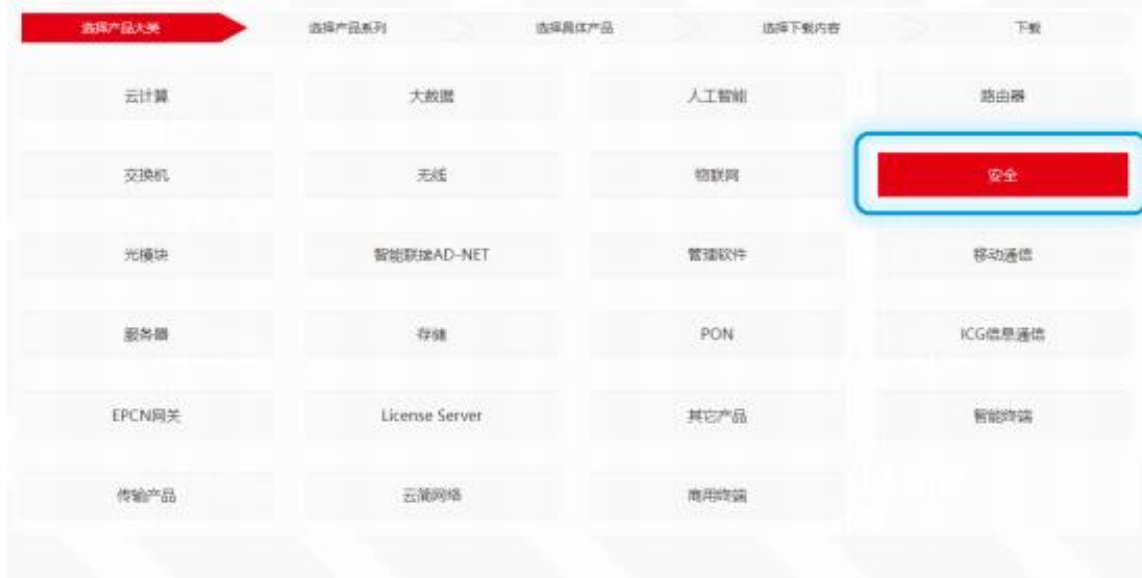 选择产品大类 选择产品系列 选择具体产品 选择下载内容 下载
云计算 大数据 人工智能 路由器
交换机 无线 物联网 安全
光模块 智能联接AD-NET 管理软件 移动通信
服务器 存储 PON ICG信息通信
EPCN网关 License Server 其它产品 智能终端
传输产品 云简网络 商用终端